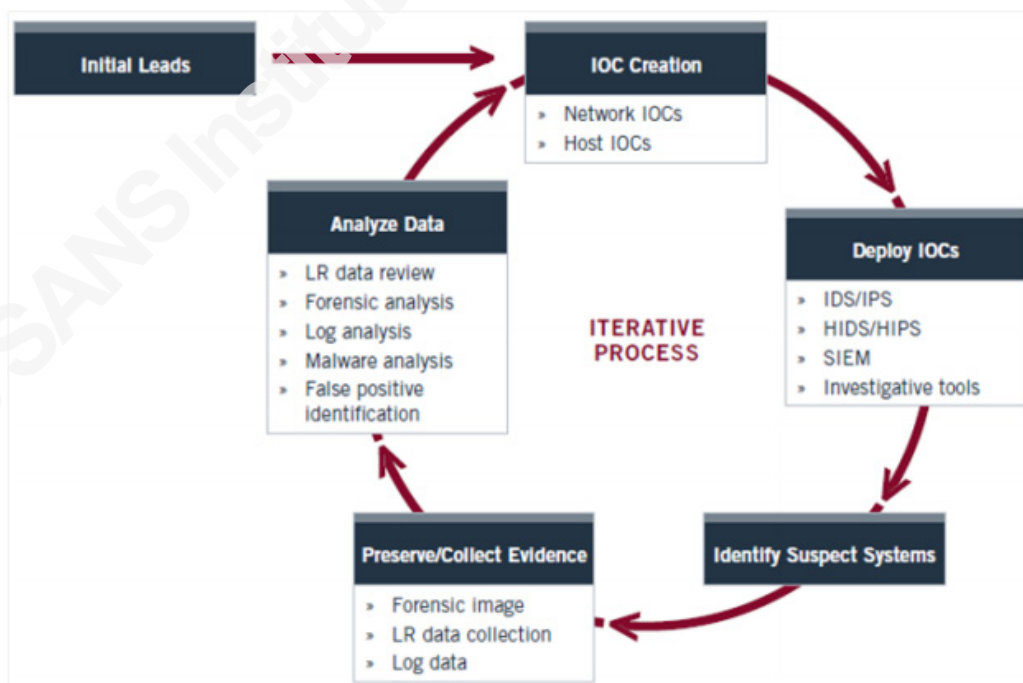 SANS Institu
Initial Leads
IOC Creation
» Network IOCs
» Host IOCs
Analyze Data
» LR data review
» Forensic analysis
» Log analysis
» Malware analysis
» False positive
identification
ITERATIVE
PROCESS
Deploy IOCs
» IDS/IPS
» HIDS/HIPS
» SIEM
» Investigative tools
Preserve/Collect Evidence
» Forensic image
» LR data collection
» Log data
Identify Suspect Systems